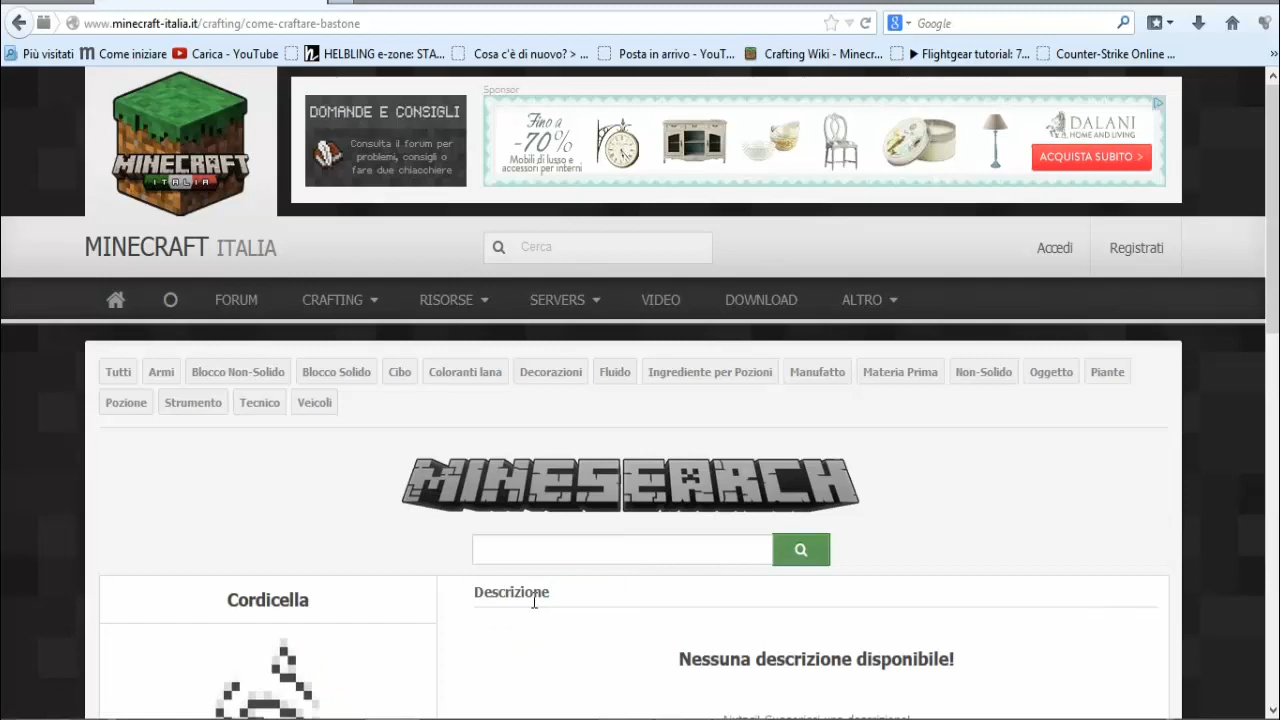 www.minecraft-italia.it/crafting/come-craftare-bastone
Google
Più visitati
Come iniziare
Carica - YouTube
HELBLING e-zone: STA...
Cosa c'è di nuovo? > ...
Posta in arrivo - YouT...
Crafting Wiki - Minecr...
Flightgear tutorial: 7...
Counter-Strike Online ...
MINECRAFT
ITALIA
DOMANDE E CONSIGLI
Consulta il forum per
problemi, consigli o
fare due chiacchiere
Sponsor
Fino a
-70%
Mobili di lusso e
accessori per interni
DALANI
HOME AND LIVING
ACQUISTA SUBITO >
MINECRAFT ITALIA
Cerca
Accedi
Registrati
FORUM
CRAFTING
RISORSE
SERVERS
VIDEO
DOWNLOAD
ALTRO
Tutti
Armi
Blocco Non-Solido
Blocco Solido
Cibo
Coloranti lana
Decorazioni
Fluido
Ingrediente per Pozioni
Manufatto
Materia Prima
Non-Solido
Oggetto
Piante
Pozione
Strumento
Tecnico
Veicoli
MINESEARCH
Cordicella
Descrizione
Nessuna descrizione disponibile!